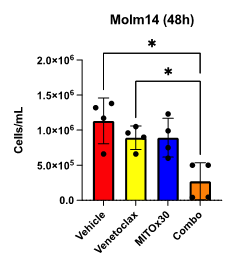 Molm14 (48h)
*
*
Cells/mL
2.0×10⁶
1.5×10⁶
1.0×10⁶
5.0×10⁵
0.0
Vehicle
Venetoclax
MITOx30
Combo